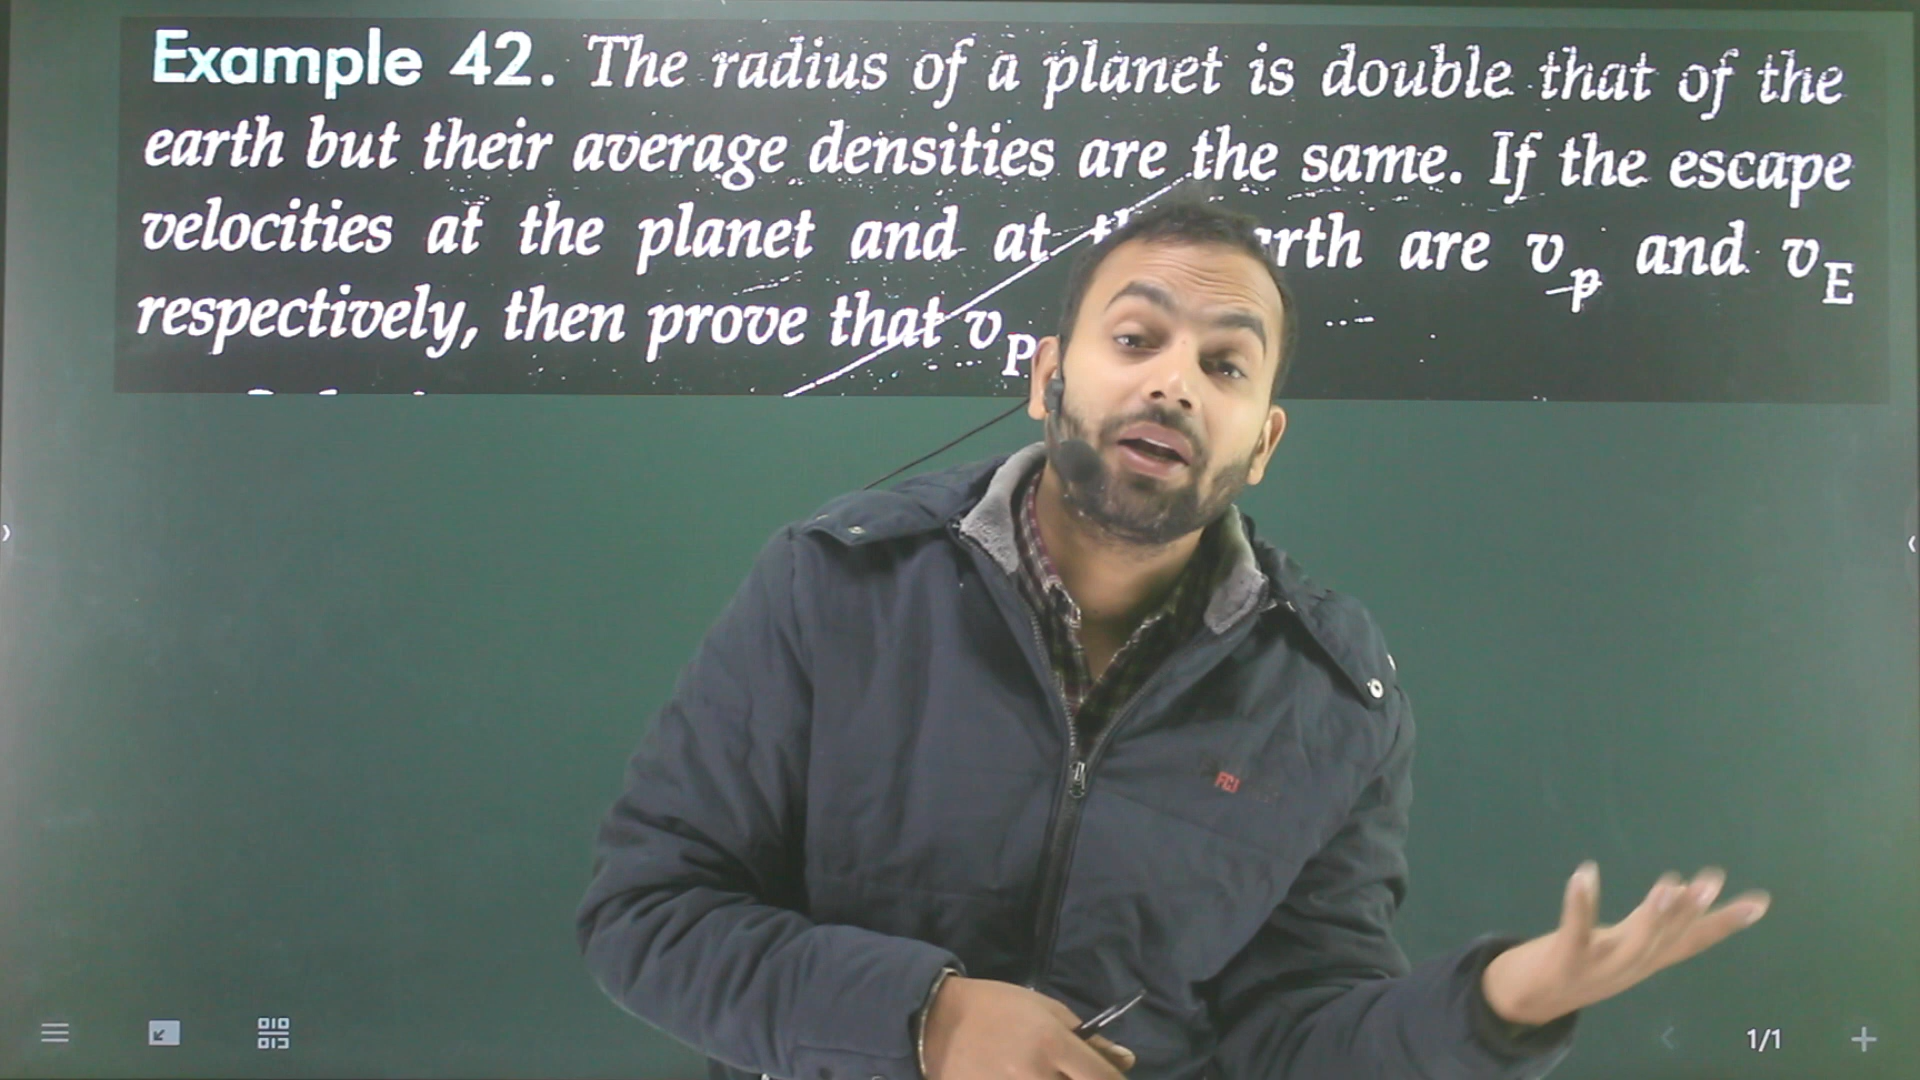 Example 42. The radius of a planet is double that of the
earth but their average densities are the same. If the escape
velocities at the planet and at are v_p and v_E
respectively, then prove that v_P
FCJ
1/1